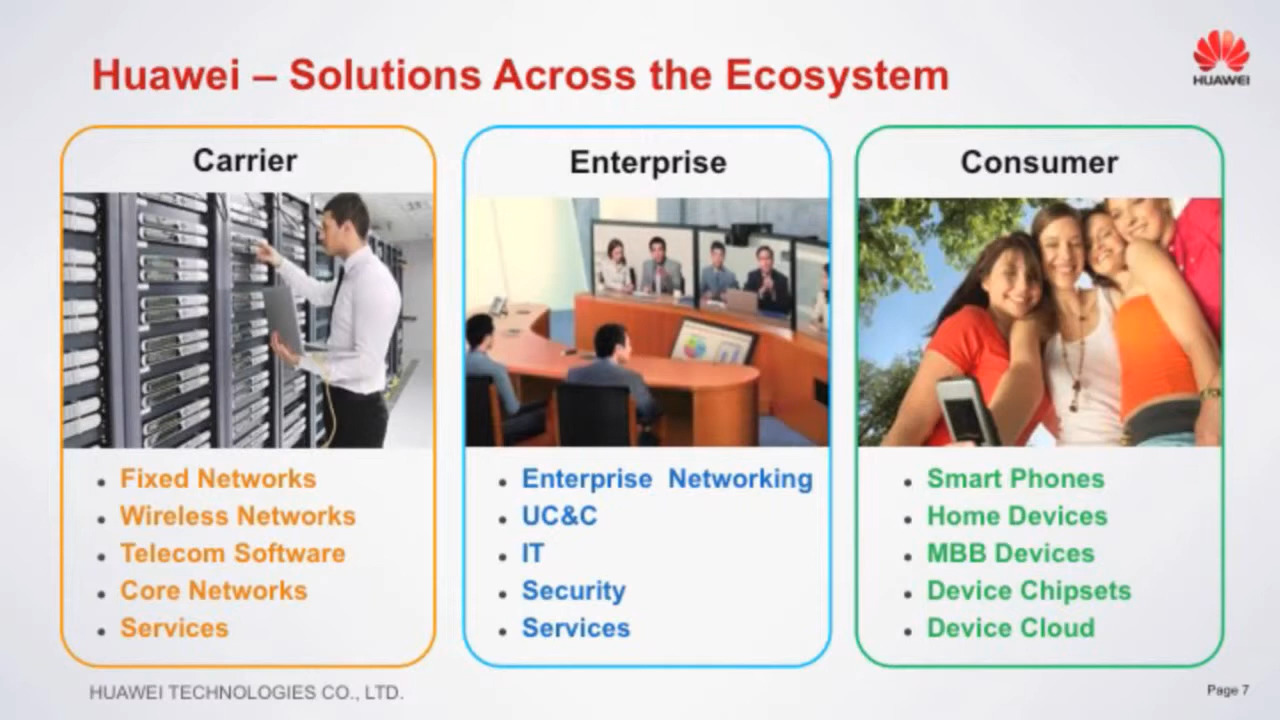 Huawei – Solutions Across the Ecosystem
HUAWEI
Carrier
Fixed Networks
Wireless Networks
Telecom Software
Core Networks
Services
Enterprise
Enterprise Networking
UC&C
IT
Security
Services
Consumer
Smart Phones
Home Devices
MBB Devices
Device Chipsets
Device Cloud
HUAWEI TECHNOLOGIES CO., LTD.
Page 7